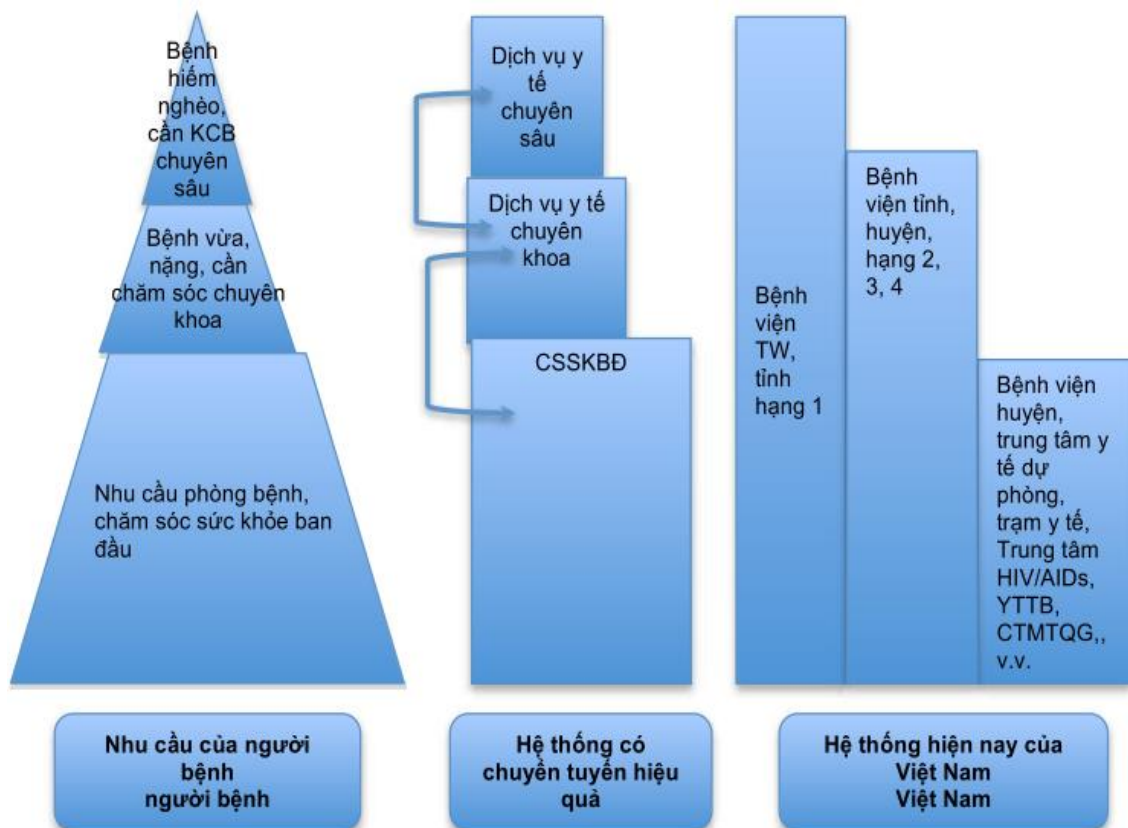 Bệnh
hiếm
nghèo,
cần KCB
chuyên
sâu
Bệnh vừa,
nặng, cần
chăm sóc chuyên
khoa
Nhu cầu phòng bệnh,
chăm sóc sức khỏe ban
đầu
Nhu cầu của người
bệnh
người bệnh
Dịch vụ y
tế
chuyên
sâu
Dịch vụ y tế
chuyên
khoa
CSSKBĐ
Hệ thống có
chuyển tuyến hiệu
quả
Bệnh
viện
TW,
tỉnh
hạng 1
Bệnh
viện tỉnh,
huyện,
hạng 2,
3, 4
Bệnh viện
huyện,
trung tâm y
tế dự
phòng,
trạm y tế,
Trung tâm
HIV/AIDs,
YTTB,
CTMTQG,,
v.v.
Hệ thống hiện nay của
Việt Nam
Việt Nam